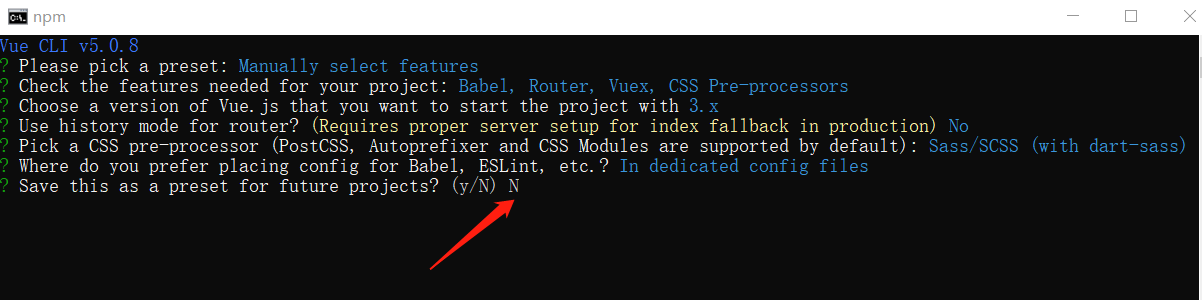 npm
Vue CLI v5.0.8
? Please pick a preset: Manually select features
? Check the features needed for your project: Babel, Router, Vuex, CSS Pre-processors
? Choose a version of Vue.js that you want to start the project with 3.x
? Use history mode for router? (Requires proper server setup for index fallback in production) No
? Pick a CSS pre-processor (PostCSS, Autoprefixer and CSS Modules are supported by default): Sass/SCSS (with dart-sass)
? Where do you prefer placing config for Babel, ESLint, etc.? In dedicated config files
? Save this as a preset for future projects? (y/N) N